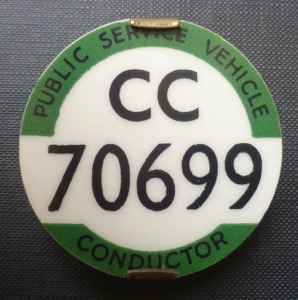 PUBLIC SERVICE VEHICLE
CC
70699
CONDUCTOR